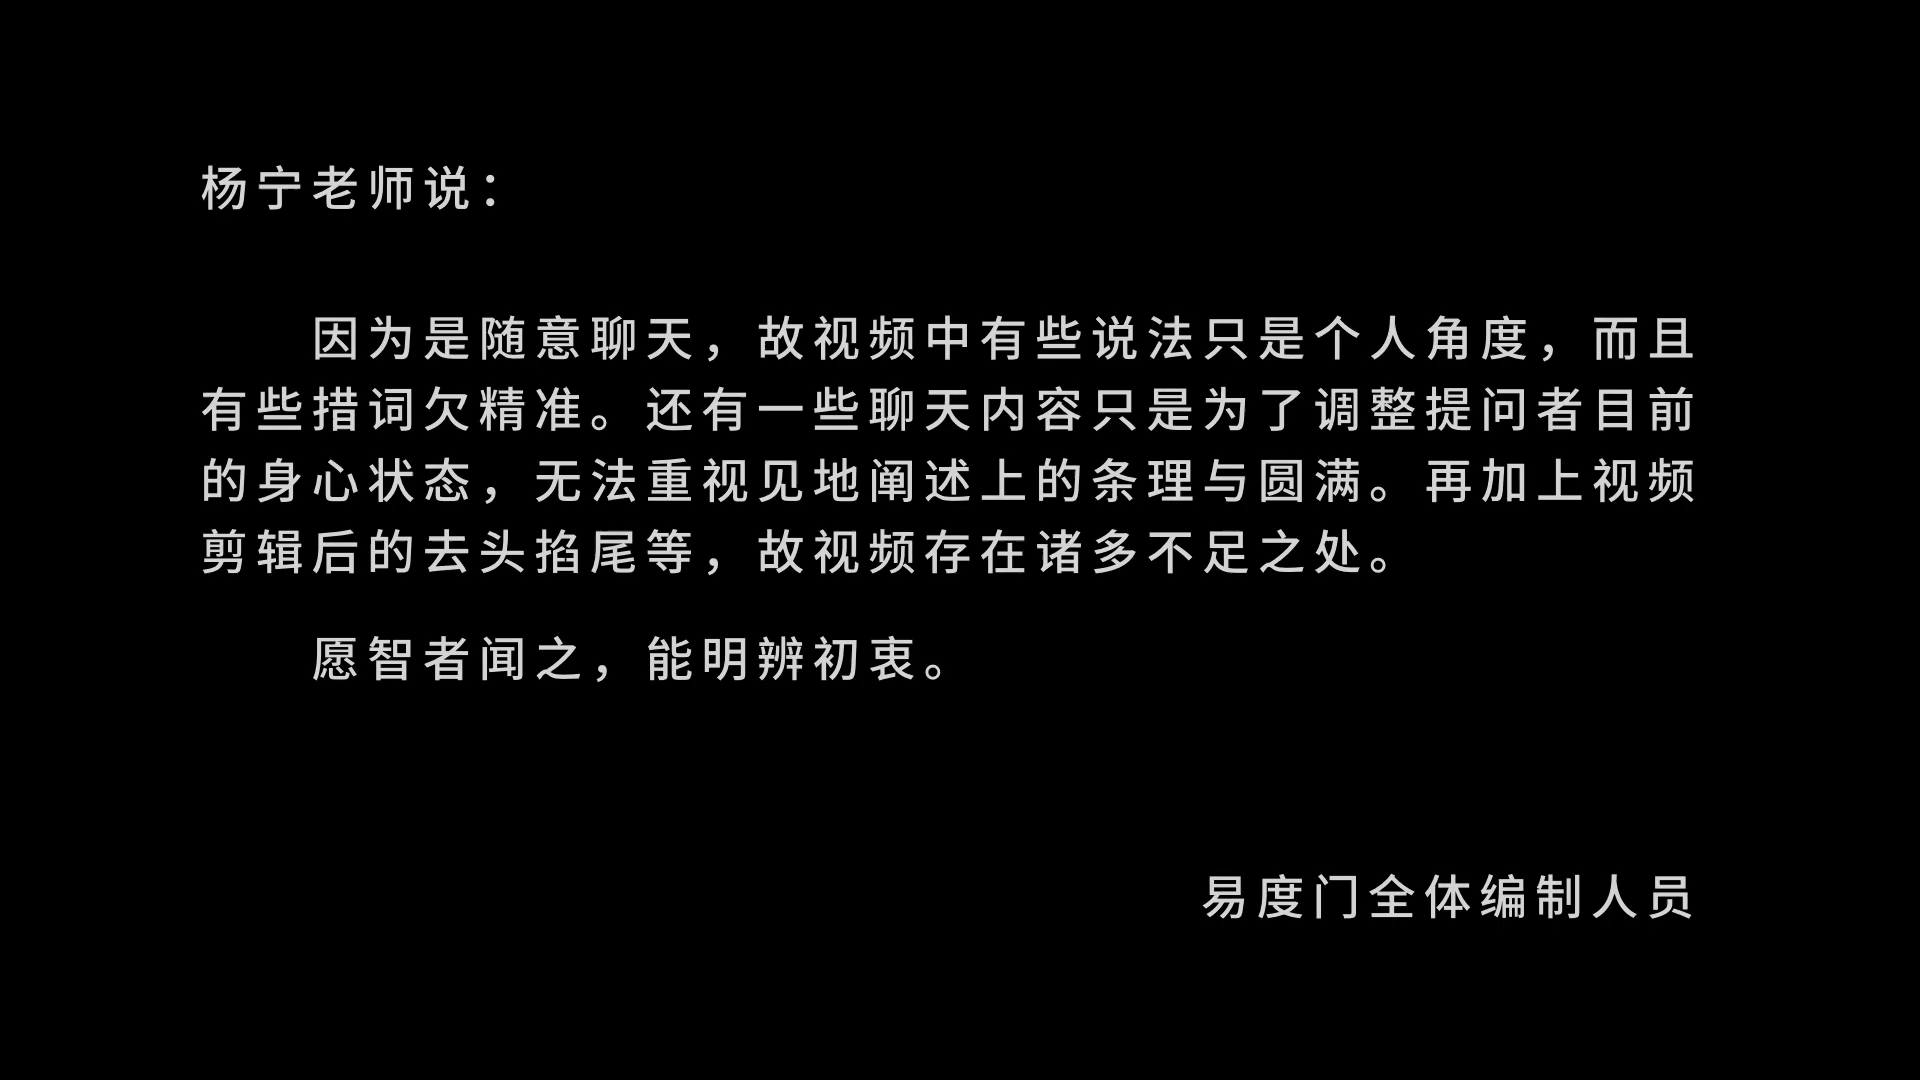 杨宁老师说：
因为是随意聊天，故视频中有些说法只是个人角度，而且
有些措词欠精准。还有一些聊天内容只是为了调整提问者目前
的身心状态，无法重视见地阐述上的条理与圆满。再加上视频
剪辑后的去头掐尾等，故视频存在诸多不足之处。
愿智者闻之，能明辨初衷。
易度门全体编制人员